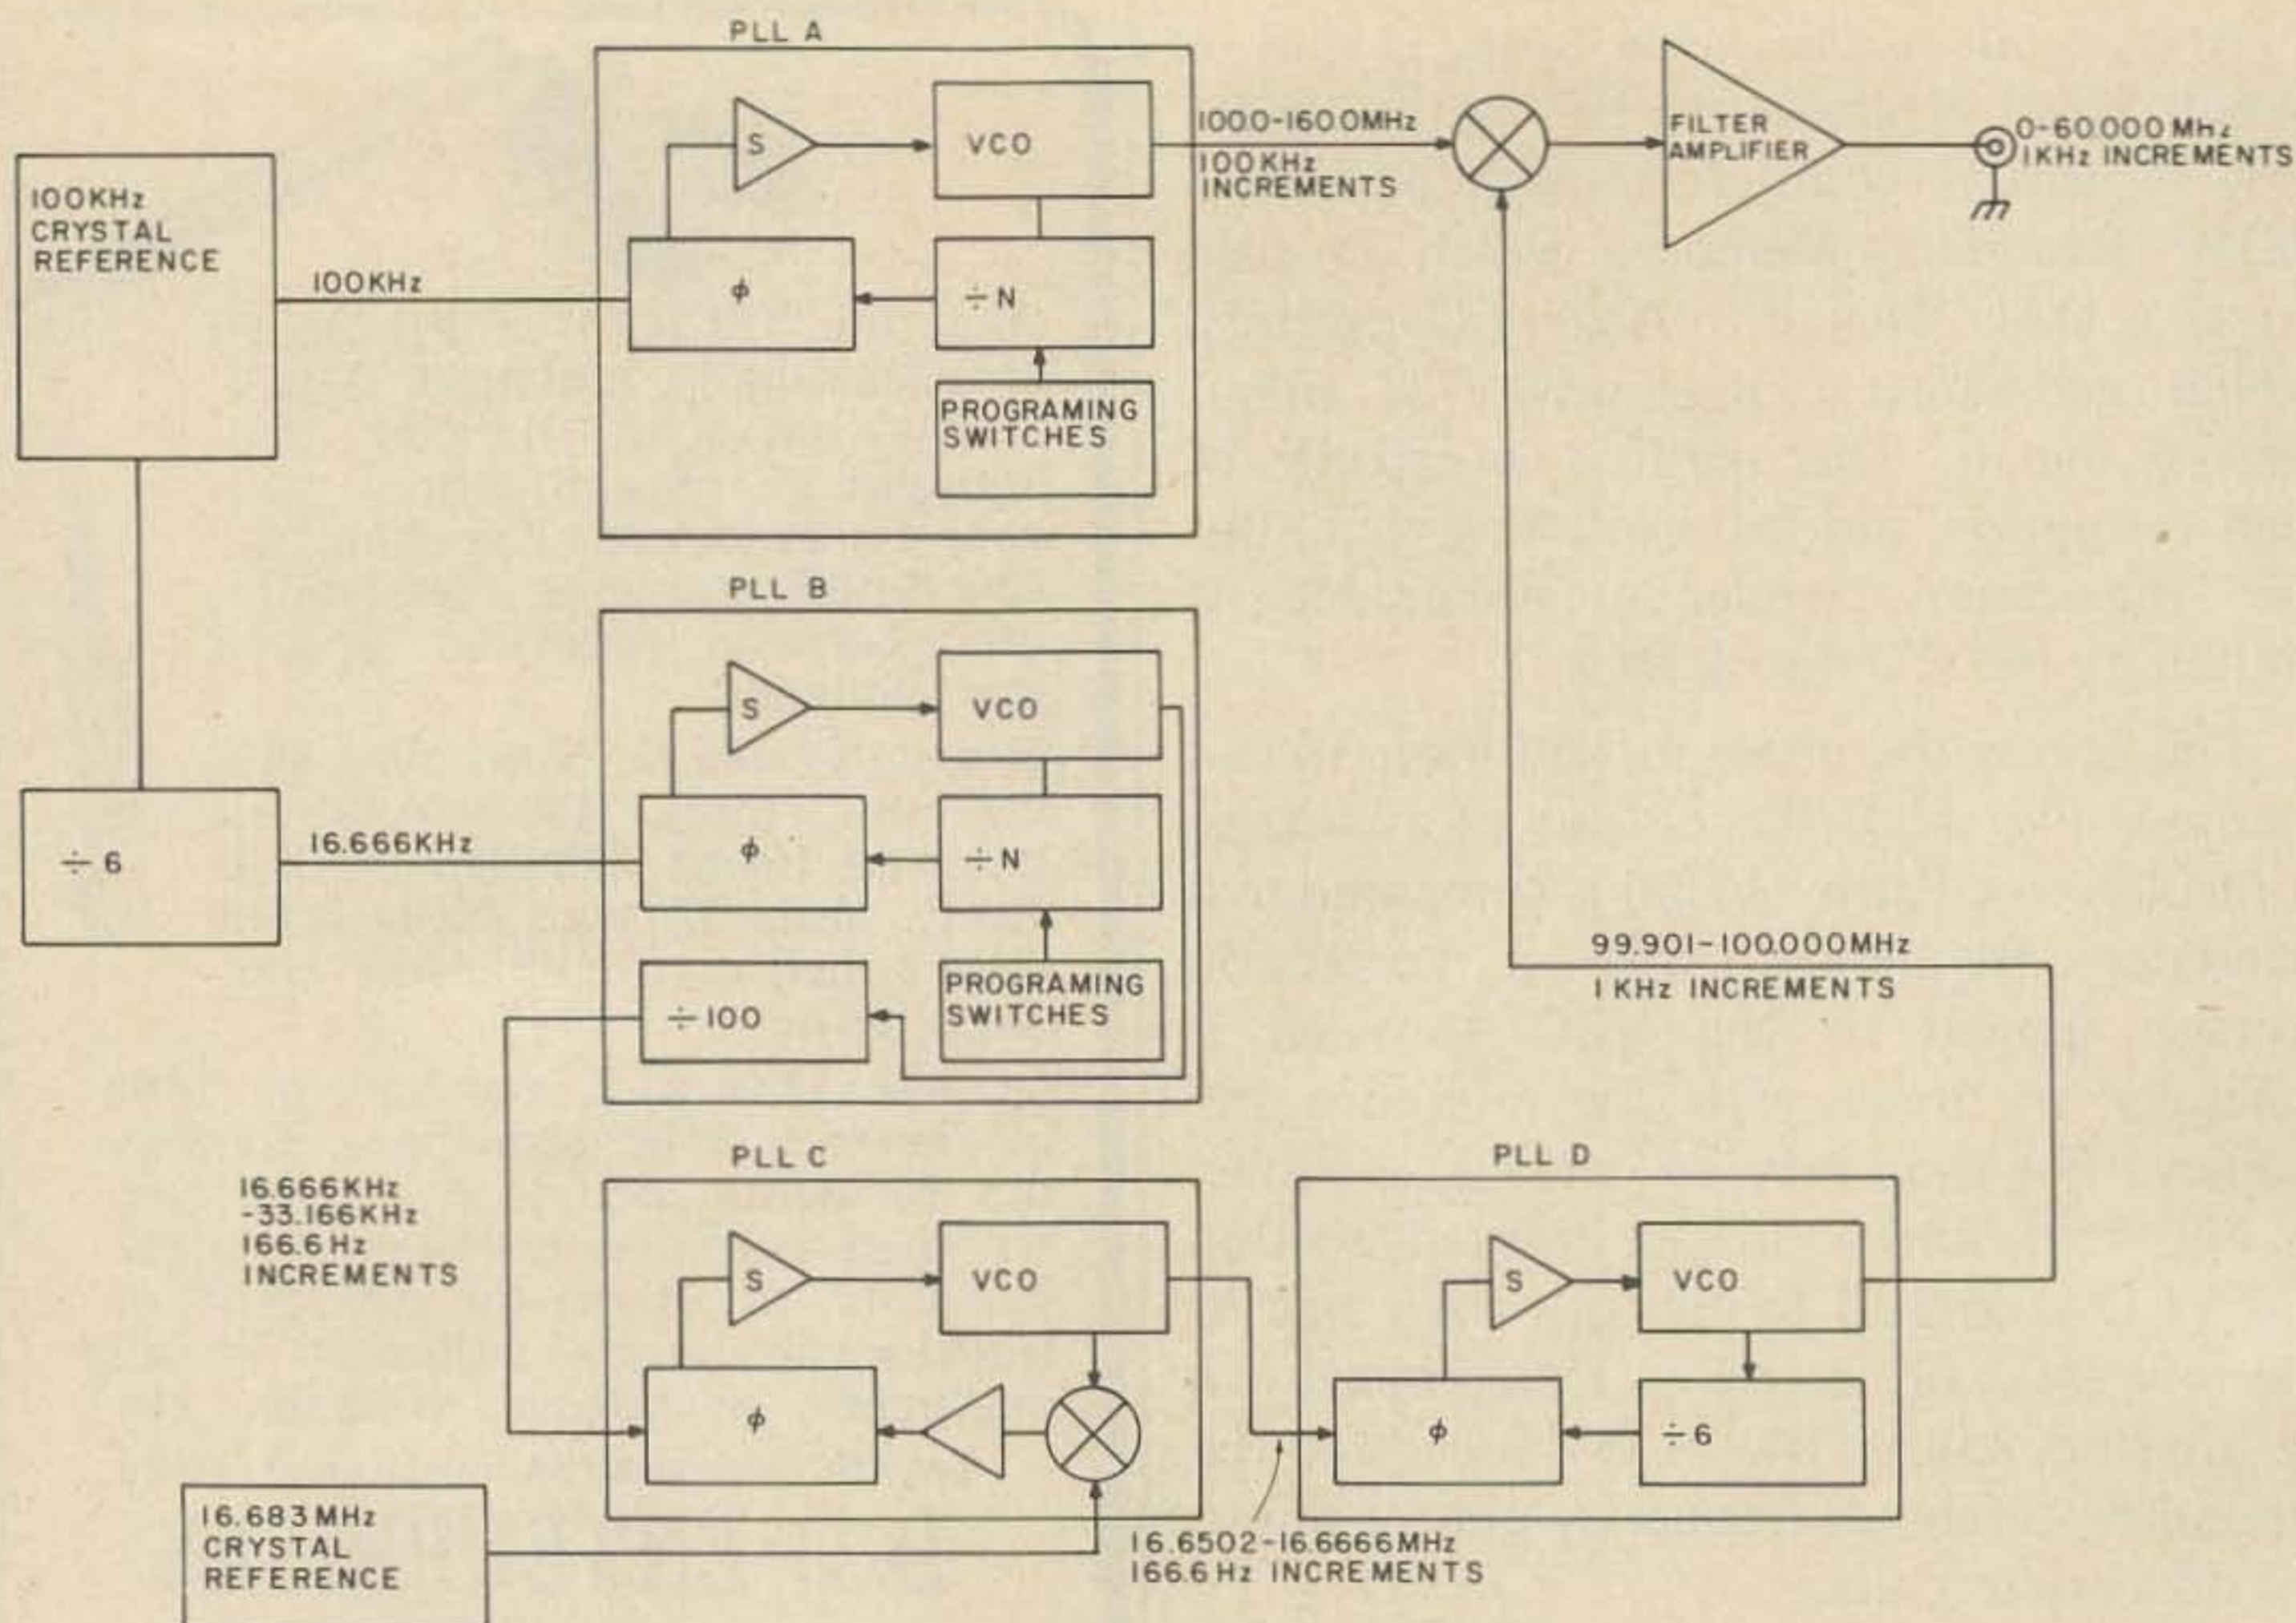 PLL A
S
VCO
100.0-160.0MHz
100KHz
INCREMENTS
FILTER
AMPLIFIER
0-60.000 MHz
1KHz INCREMENTS
100KHz
CRYSTAL
REFERENCE
100KHz
ϕ
÷N
PROGRAMING
SWITCHES
PLL B
S
VCO
÷6
16.666KHz
ϕ
÷N
÷100
PROGRAMING
SWITCHES
99.901-100.000MHz
1 KHz INCREMENTS
16.666KHz
-33.166KHz
166.6 Hz
INCREMENTS
PLL C
S
VCO
ϕ
PLL D
S
VCO
ϕ
÷6
16.683MHz
CRYSTAL
REFERENCE
16.6502-16.6666MHz
166.6 Hz INCREMENTS